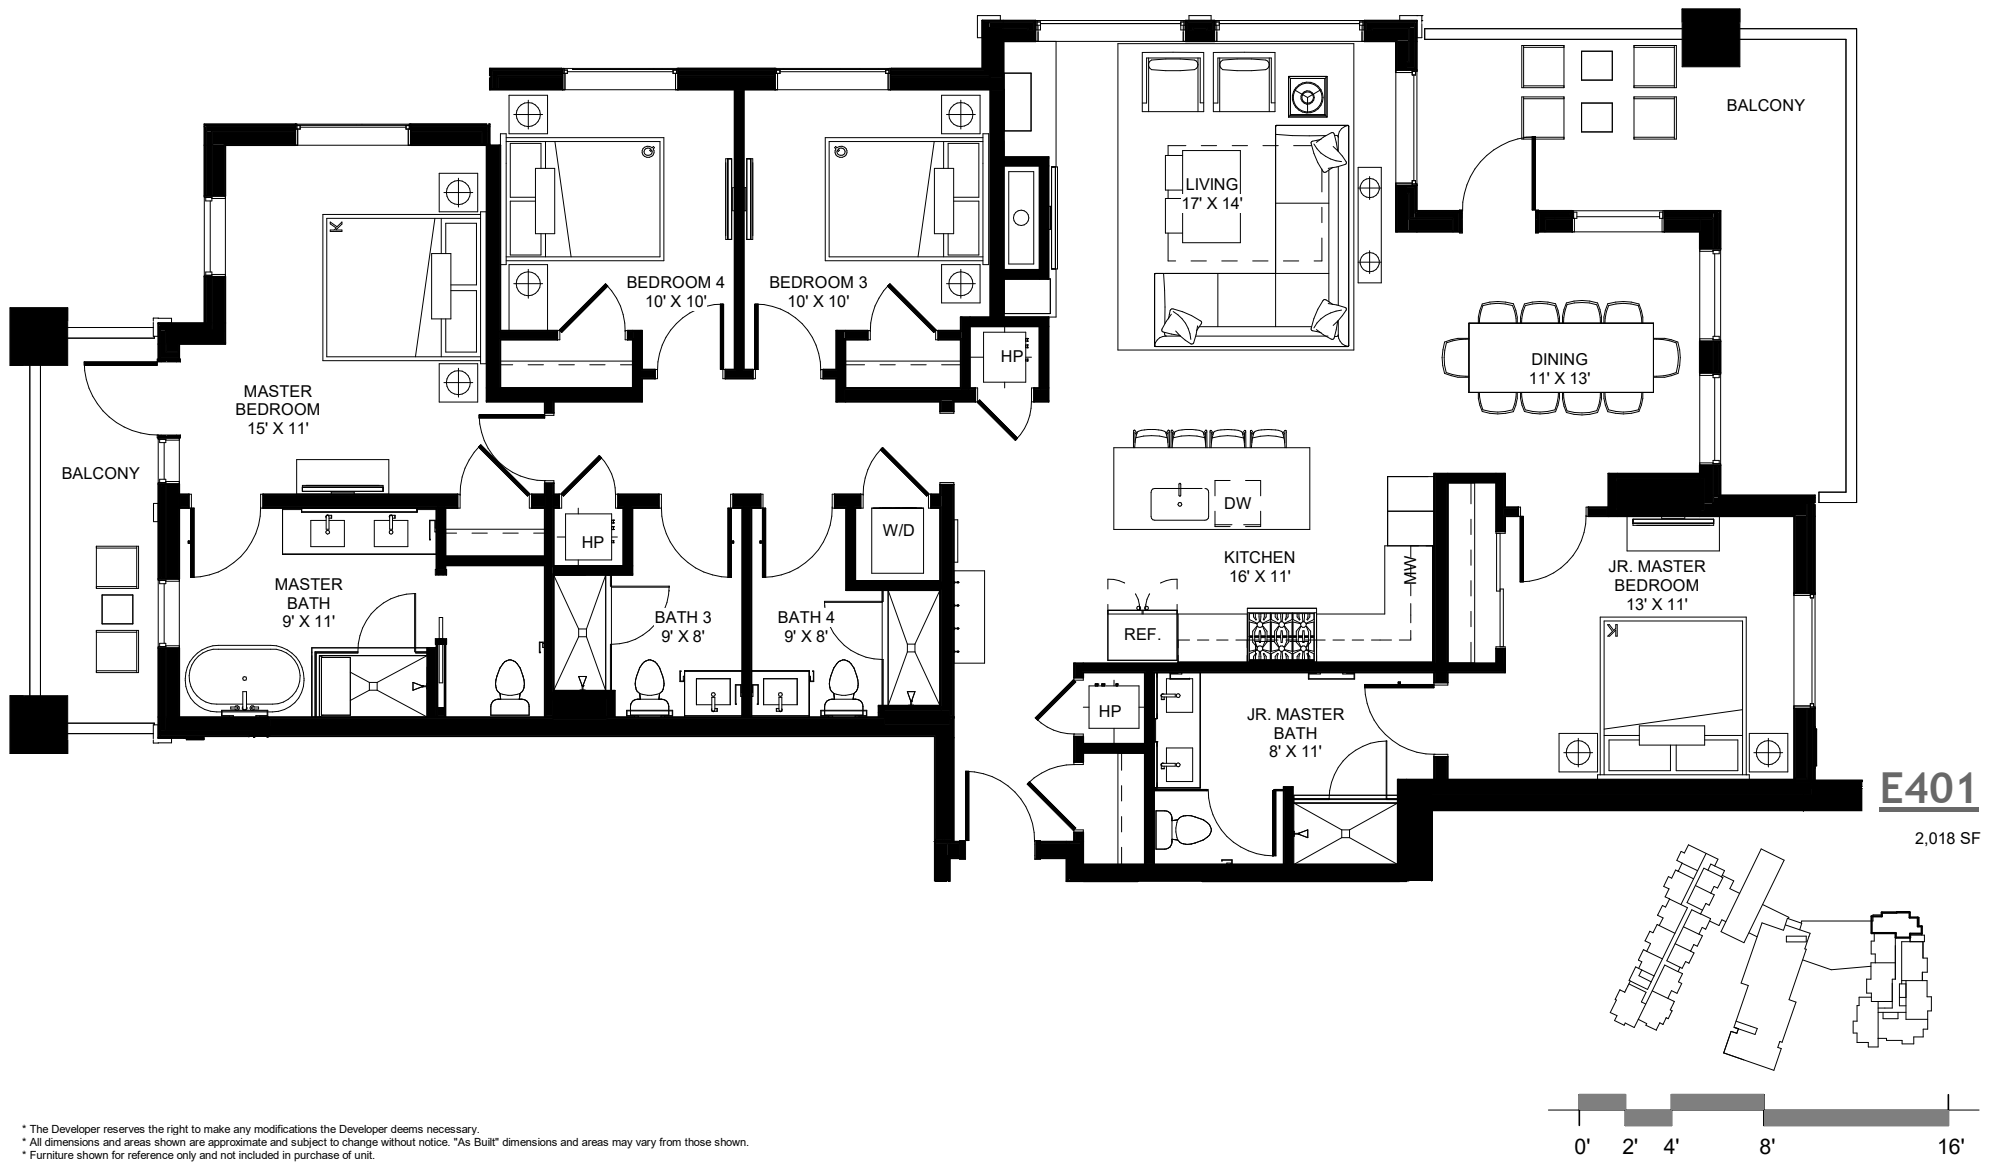 BALCONY
LIVING
17' X 14'
BEDROOM 4
10' X 10'
BEDROOM 3
10' X 10'
K
Q
Q
HP
DINING
11' X 13'
MASTER
BEDROOM
15' X 11'
BALCONY
DW
W/D
HP
KITCHEN
16' X 11'
MW
JR. MASTER
BEDROOM
13' X 11'
K
MASTER
BATH
9' X 11'
BATH 3
9' X 8'
BATH 4
9' X 8'
REF.
HP
JR. MASTER
BATH
8' X 11'
E401
2,018 SF
0' 2' 4' 8' 16'
* The Developer reserves the right to make any modifications the Developer deems necessary.
* All dimensions and areas shown are approximate and subject to change without notice. "As Built" dimensions and areas may vary from those shown.
* Furniture shown for reference only and not included in purchase of unit.